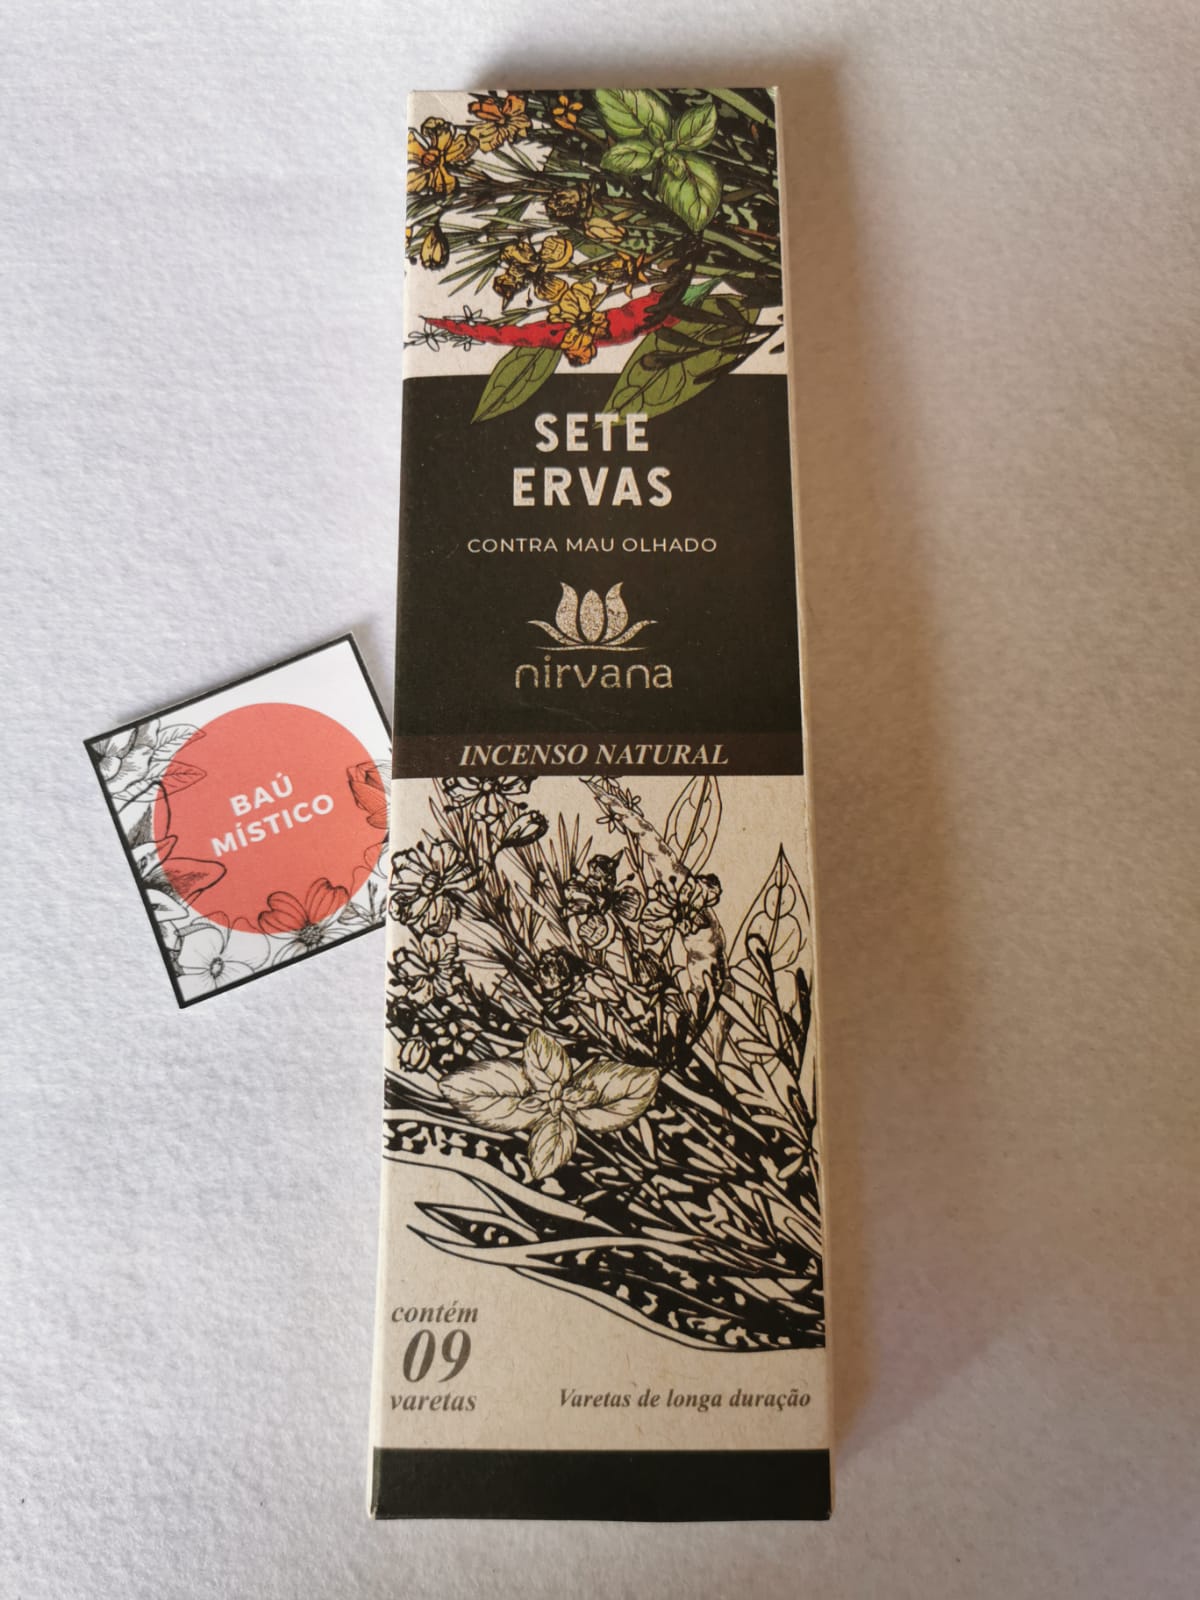 SETE
ERVAS
CONTRA MAU OLHADO
nirvana
INCENSO NATURAL
BAÚ
MÍSTICO
contém
09
varetas
Varetas de longa duração